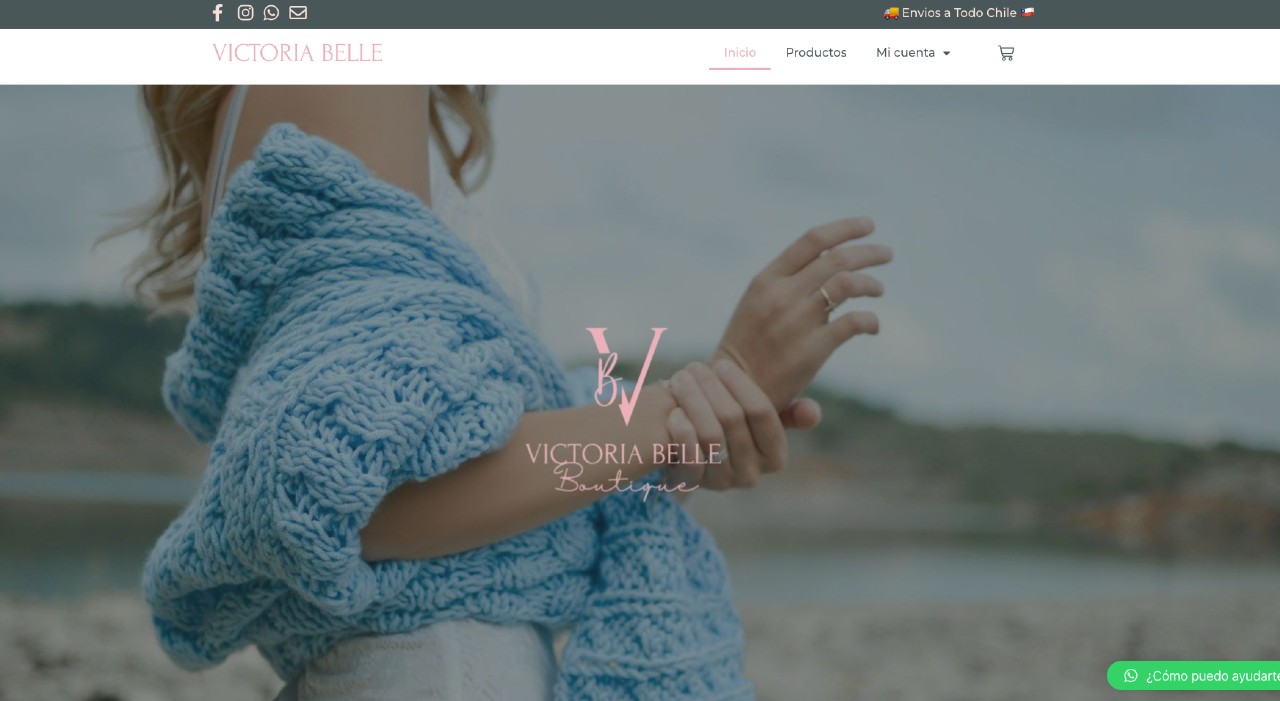 🚚 Envios a Todo Chile 🇨🇱
VICTORIA BELLE
Inicio
Productos
Mi cuenta
BV
VICTORIA BELLE
Boutique
¿Cómo puedo ayudarte